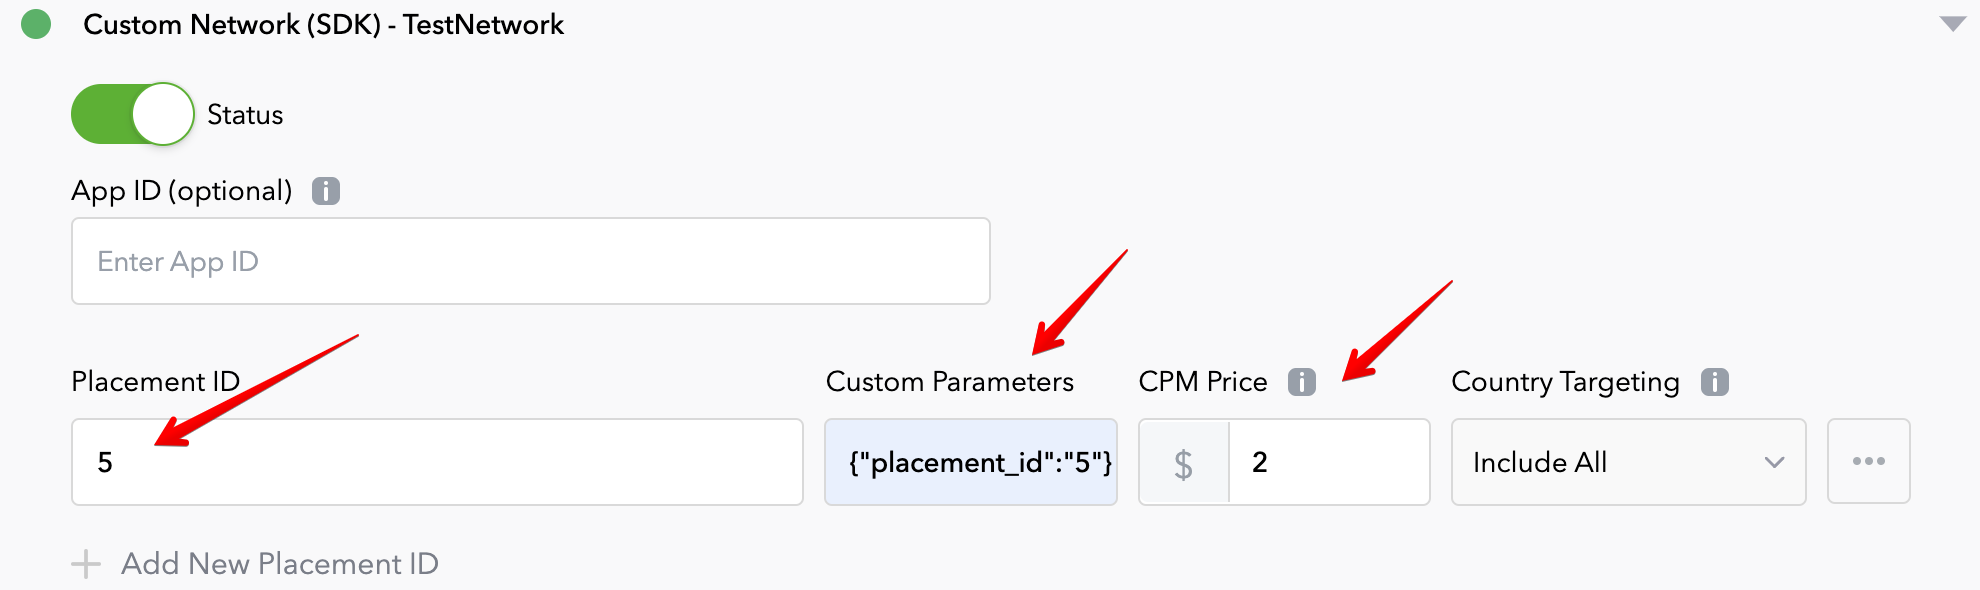 Custom Network (SDK) - TestNetwork
Status
App ID (optional)
Enter App ID
Placement ID
Custom Parameters
CPM Price
Country Targeting
5
{"placement_id":"5"}
$
2
Include All
Add New Placement ID